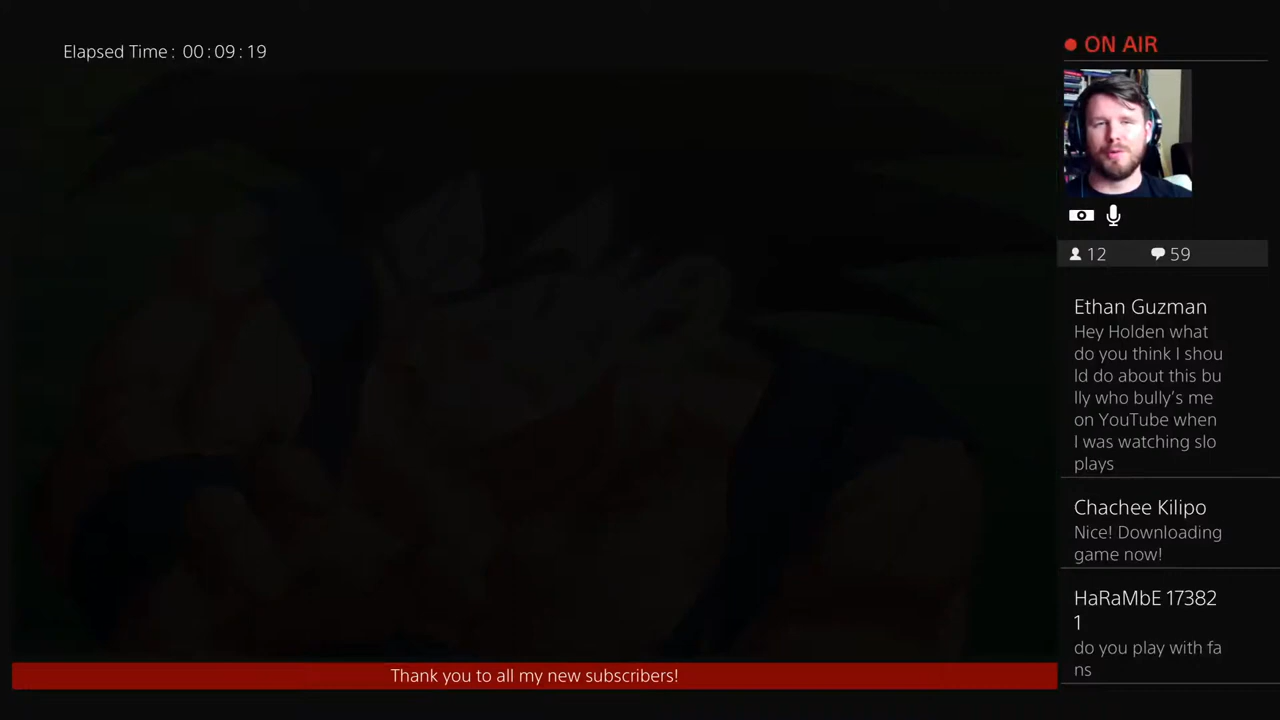 Elapsed Time: 00:09:19
ON AIR
12 59
Ethan Guzman
Hey Holden what
do you think I shou
ld do about this bu
lly who bully's me
on YouTube when
I was watching slo
plays
Chachee Kilipo
Nice! Downloading
game now!
HaRaMbE 17382
1
do you play with fa
ns
Thank you to all my new subscribers!